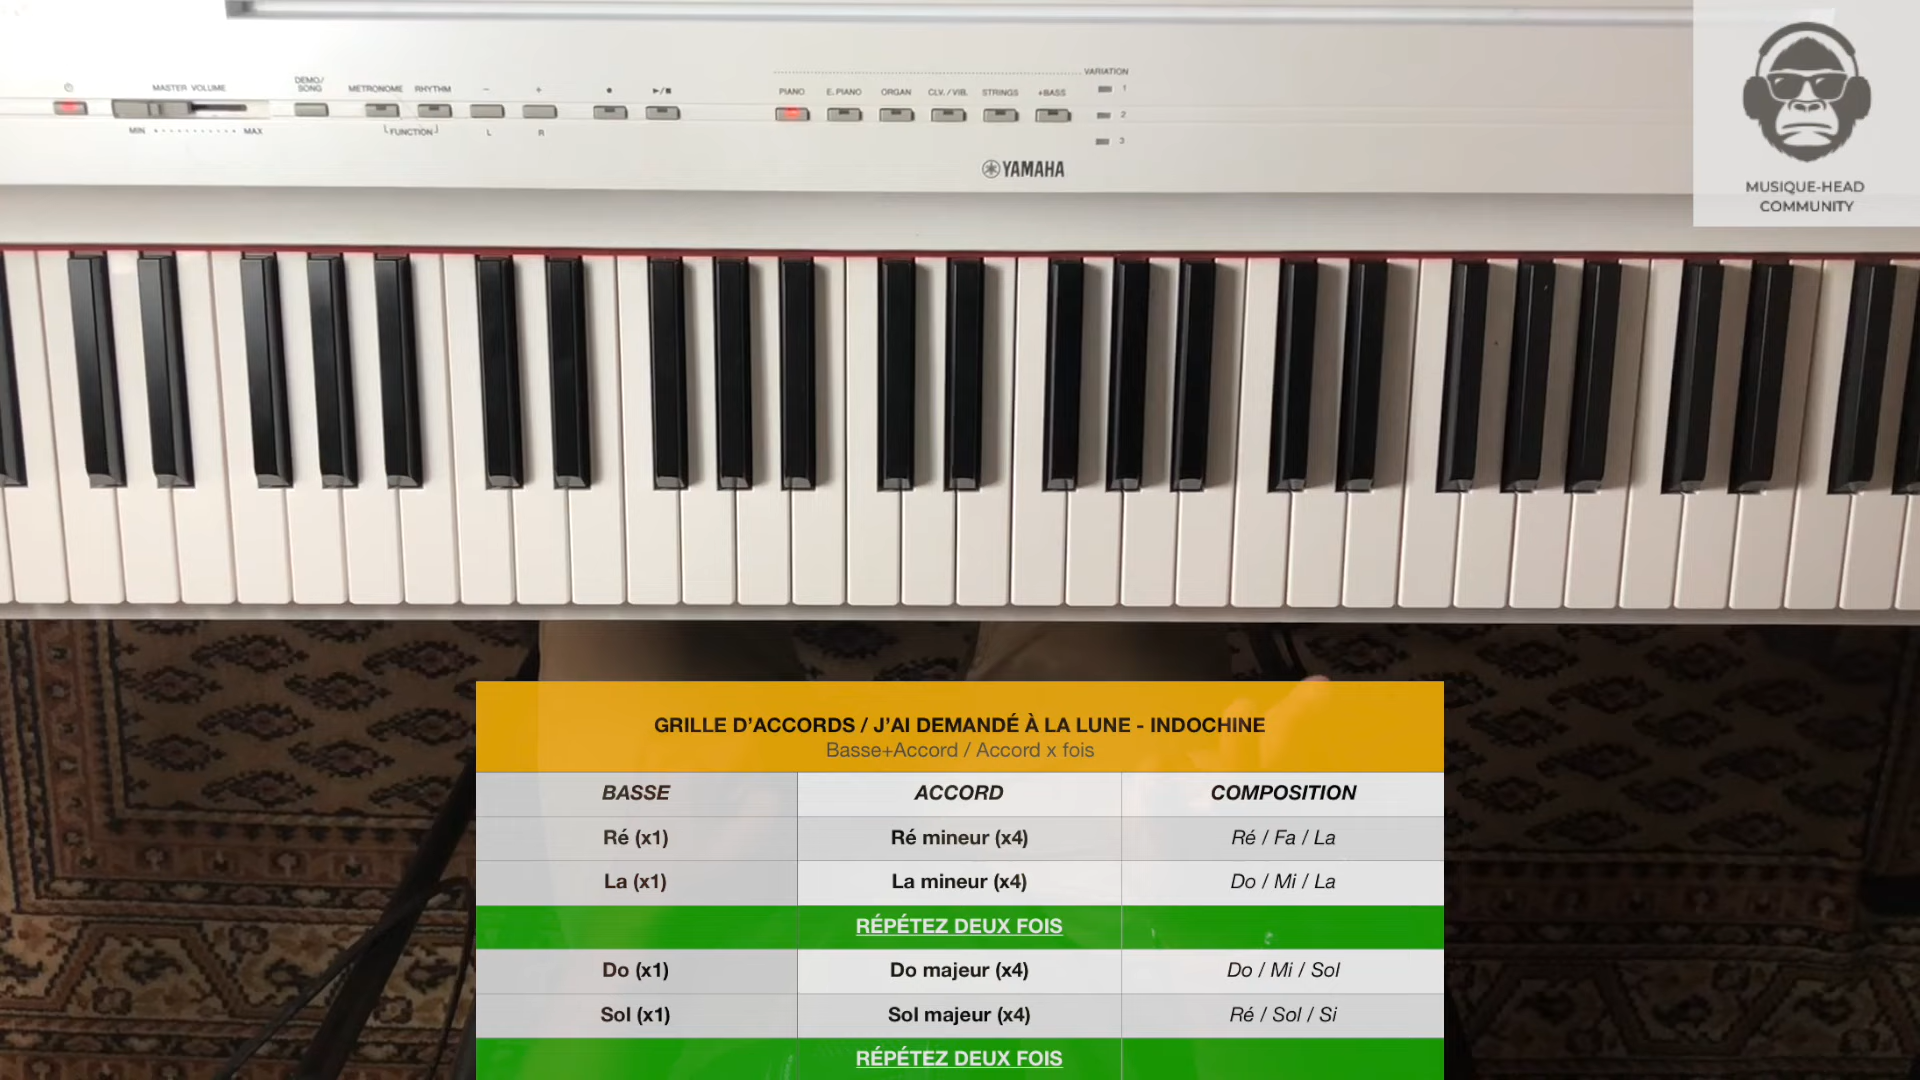 DEMO/
SONG
MASTER VOLUME
METRONOME RHYTHM - +
MIN MAX
FUNCTION
L R
PIANO E. PIANO ORGAN CLV. / VIB. STRINGS +BASS
VARIATION
1
2
3
YAMAHA
MUSIQUE-HEAD
COMMUNITY
GRILLE D’ACCORDS / J’AI DEMANDÉ À LA LUNE - INDOCHINE
Basse+Accord / Accord x fois
BASSE ACCORD COMPOSITION
Ré (x1) Ré mineur (x4) Ré / Fa / La
La (x1) La mineur (x4) Do / Mi / La
RÉPÉTEZ DEUX FOIS
Do (x1) Do majeur (x4) Do / Mi / Sol
Sol (x1) Sol majeur (x4) Ré / Sol / Si
RÉPÉTEZ DEUX FOIS